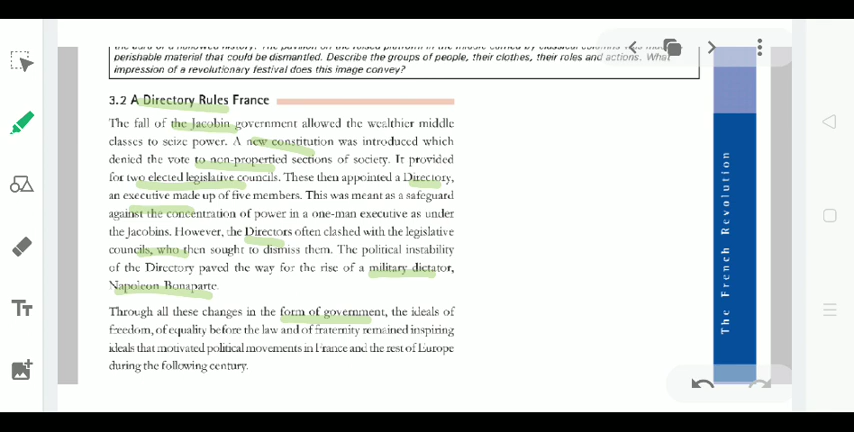 perishable material that could be dismantled. Describe the groups of people, their clothes, their roles and actions. What
impression of a revolutionary festival does this image convey?
3.2 A Directory Rules France
The fall of the Jacobin government allowed the wealthier middle
classes to seize power. A new constitution was introduced which
denied the vote to non-propertied sections of society. It provided
for two elected legislative councils. These then appointed a Directory,
an executive made up of five members. This was meant as a safeguard
against the concentration of power in a one-man executive as under
the Jacobins. However, the Directors often clashed with the legislative
councils, who then sought to dismiss them. The political instability
of the Directory paved the way for the rise of a military dictator,
Napoleon Bonaparte.
Through all these changes in the form of government, the ideals of
freedom, of equality before the law and of fraternity remained inspiring
ideals that motivated political movements in France and the rest of Europe
during the following century.
The French Revolution
Tт